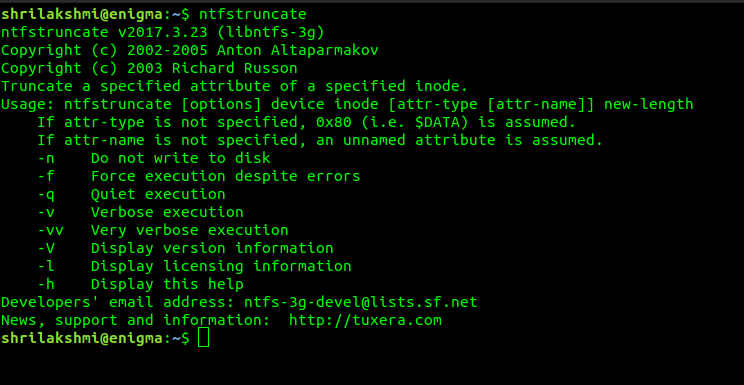 shrilakshmi@enigma:~$ ntfstruncate
ntfstruncate v2017.3.23 (libntfs-3g)
Copyright (c) 2002-2005 Anton Altaparmakov
Copyright (c) 2003 Richard Russon
Truncate a specified attribute of a specified inode.
Usage: ntfstruncate [options] device inode [attr-type [attr-name]] new-length
    If attr-type is not specified, 0x80 (i.e. $DATA) is assumed.
    If attr-name is not specified, an unnamed attribute is assumed.
    -n    Do not write to disk
    -f    Force execution despite errors
    -q    Quiet execution
    -v    Verbose execution
    -vv   Very verbose execution
    -V    Display version information
    -l    Display licensing information
    -h    Display this help
Developers' email address: ntfs-3g-devel@lists.sf.net
News, support and information:  http://tuxera.com
shrilakshmi@enigma:~$